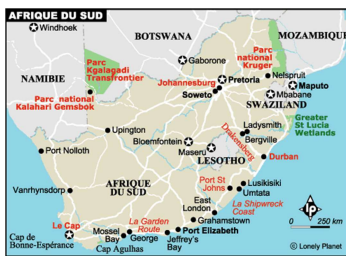 AFRIQUE DU SUD
Windhoek
BOTSWANA
MOZAMBIQUE
Parc
Kgalagadi
Transfrontier
Gaborone
Parc
national
Kruger
NAMIBIE
Johannesburg
Pretoria
Nelspruit
Maputo
Parc national
Kalahari Gemsbok
Soweto
Mbabane
SWAZILAND
Upington
Ladysmith
Greater
St Lucia
Wetlands
Port Nolloth
Bloemfontein
Drakensberg
Bergville
Maseru
LESOTHO
Durban
Vanrhynsdorp
AFRIQUE
DU SUD
Port St
Johns
Lusikisiki
Umtata
La Shipwreck
Coast
East
London
Le Cap
La Garden
Route
Grahamstown
Cap de
Bonne-Espérance
Mossel
Bay
George
Port Elizabeth
Jeffrey's
Bay
Cap Agulhas
0
250 km
© Lonely Planet